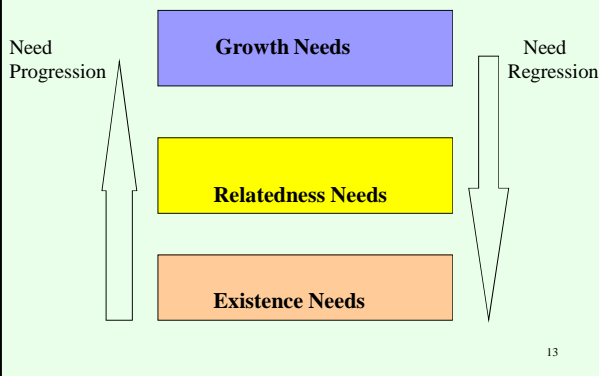 Growth Needs
Need
Progression
Need
Regression
Relatedness Needs
Existence Needs
13